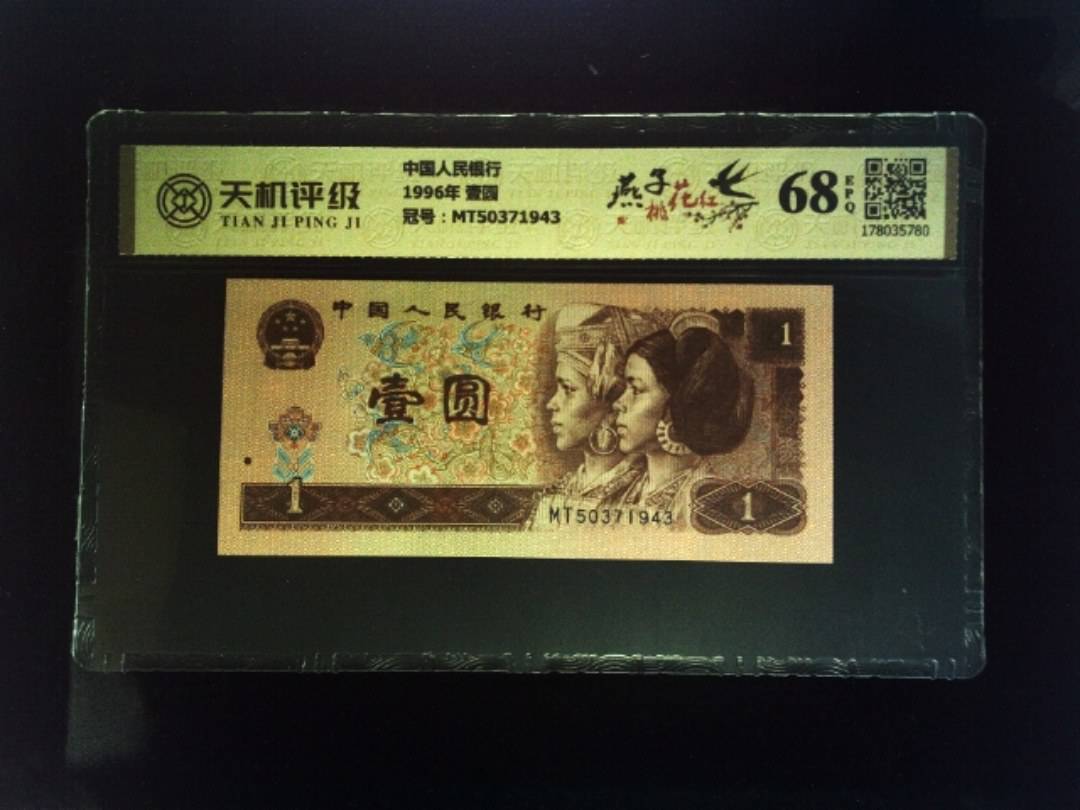 天机评级
TIAN JI PING JI
中国人民银行
1996年 壹圆
冠号：MT50371943
燕子
桃花红
68
EPQ
178035780
中国人民银行
壹圆
1
1
1
MT50371943